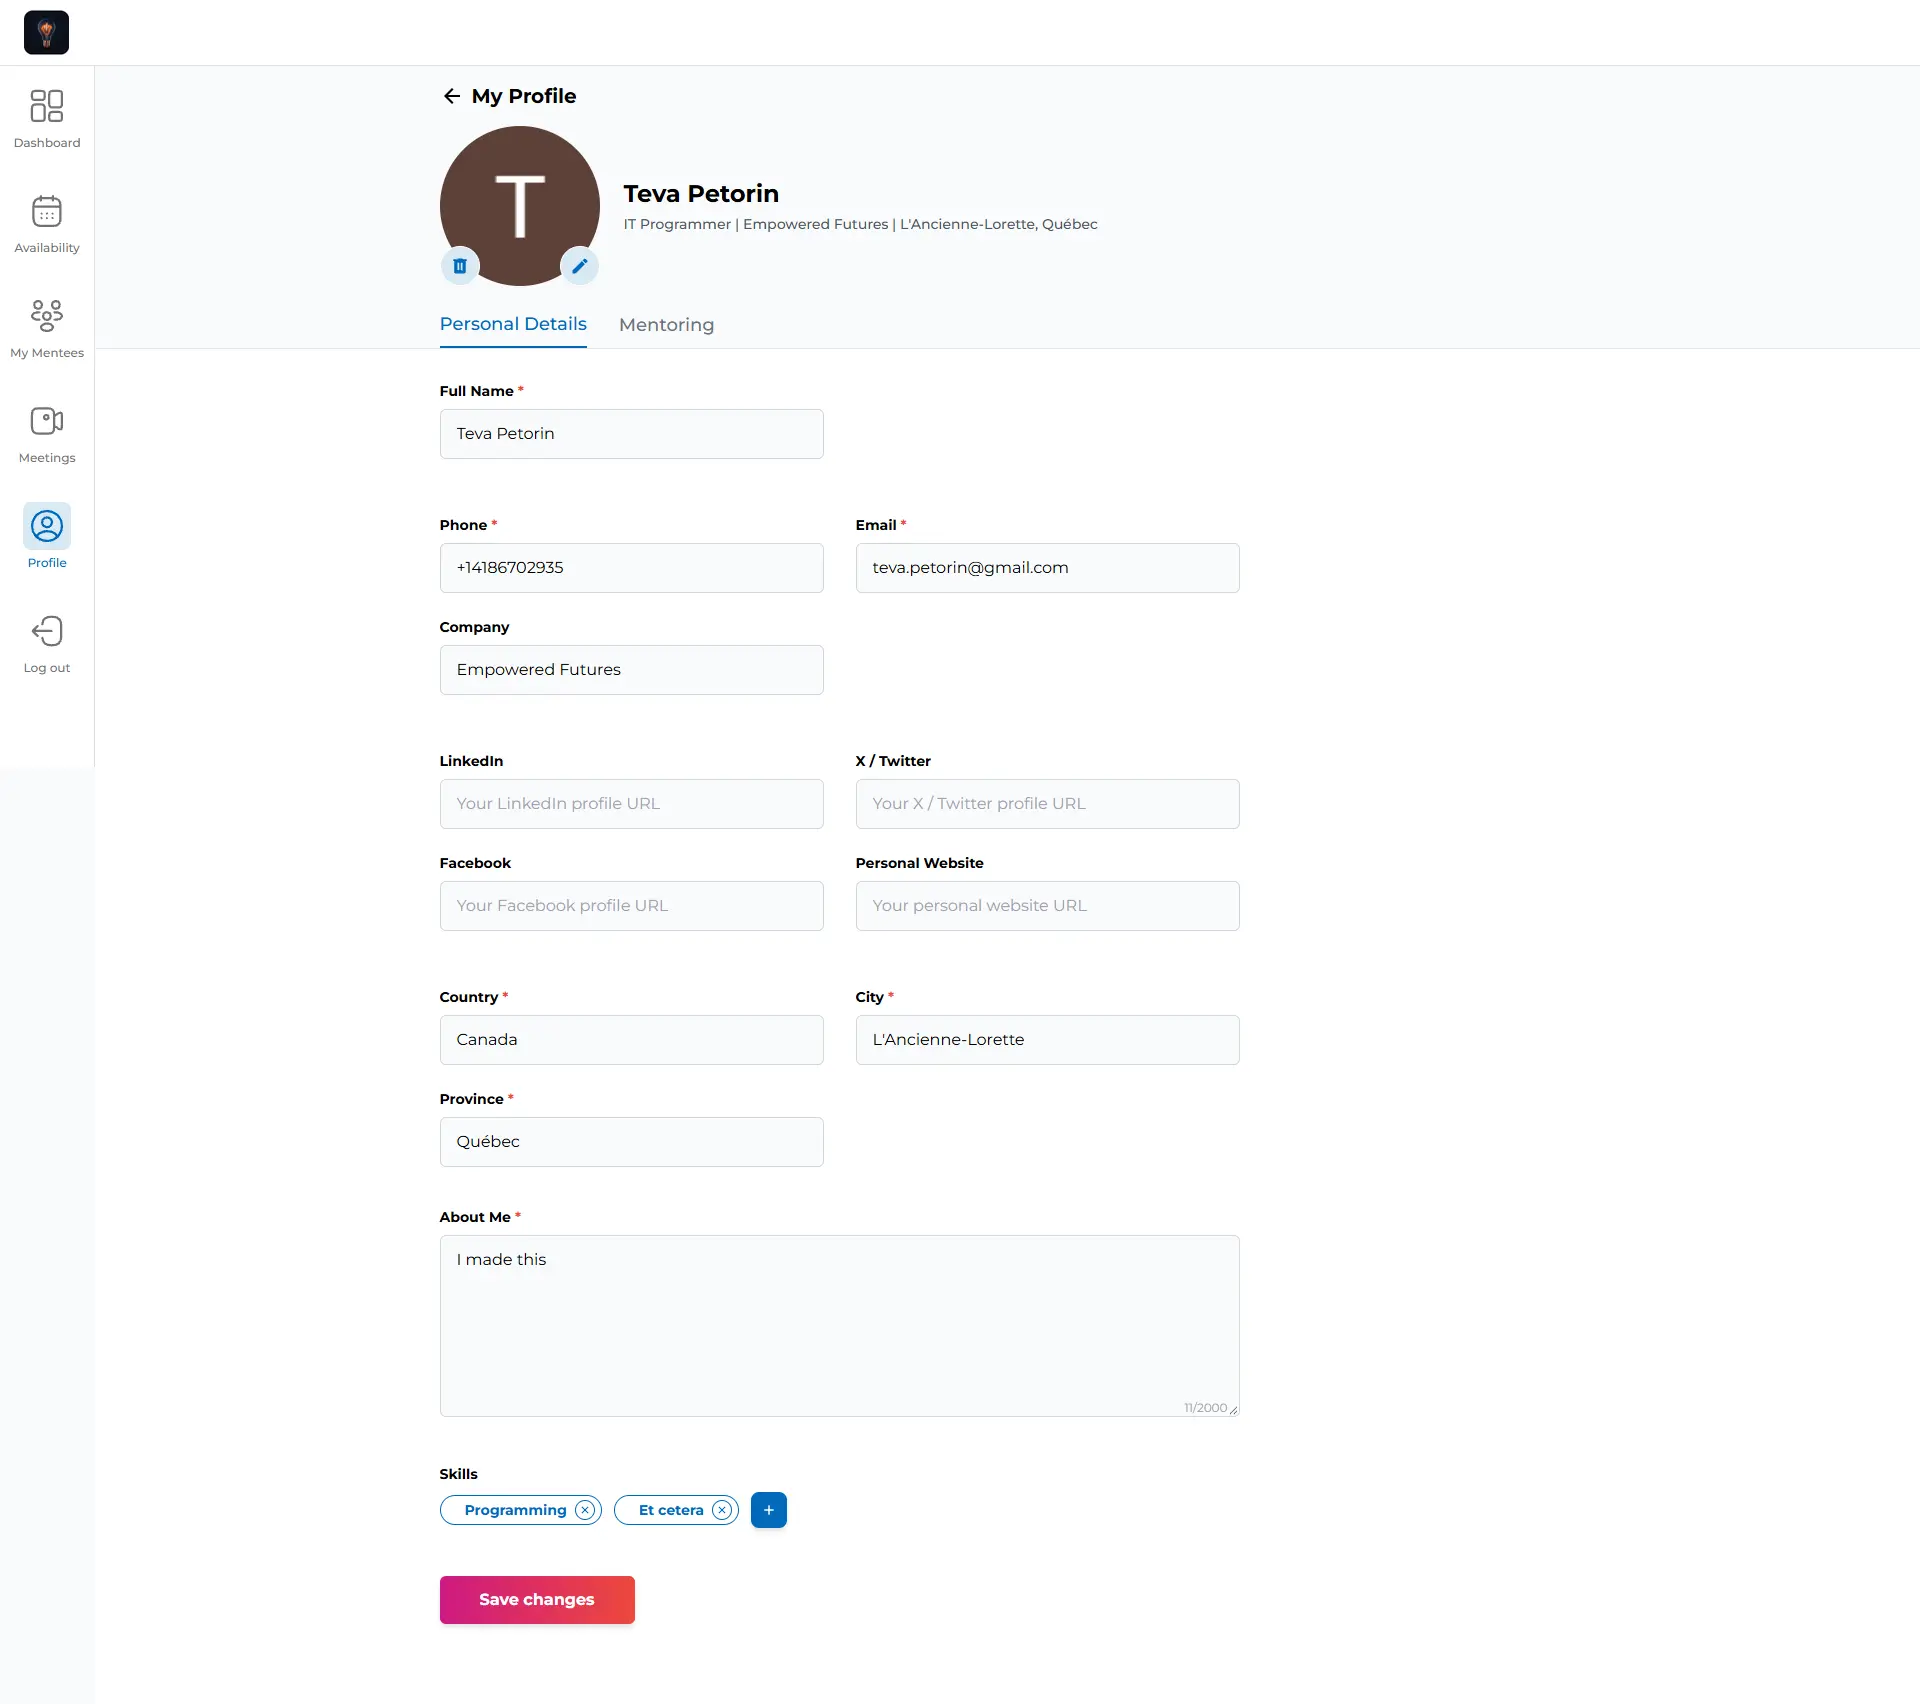 My Profile
T
Teva Petorin
IT Programmer | Empowered Futures | L'Ancienne-Lorette, Québec
Dashboard
Availability
My Mentees
Meetings
Profile
Log out
Personal Details
Mentoring
Full Name *
Teva Petorin
Phone *
Email *
+14186702935
teva.petorin@gmail.com
Company
Empowered Futures
LinkedIn
X / Twitter
Your LinkedIn profile URL
Your X / Twitter profile URL
Facebook
Personal Website
Your Facebook profile URL
Your personal website URL
Country *
City *
Canada
L'Ancienne-Lorette
Province *
Québec
About Me *
I made this
11/2000
Skills
Programming
Et cetera
+
Save changes